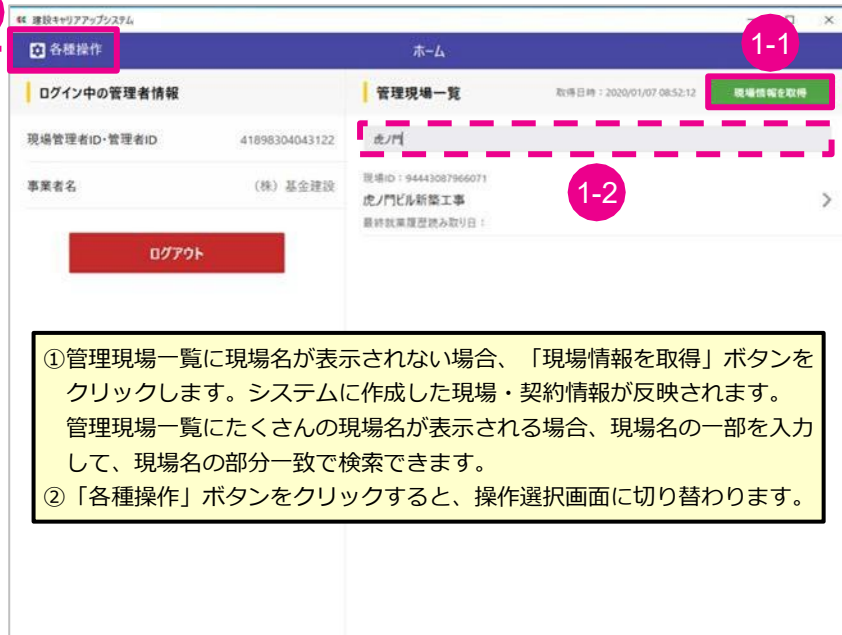 建設キャリアアップシステム
各種操作
ホーム
1-1
ログイン中の管理者情報
管理現場一覧
取得日時：2020/01/07 08:52:12
現場情報を取得
現場管理者ID・管理者ID
41898304043122
虎ノ門
事業者名
（株）基金建設
現場ID：94443087966071
虎ノ門ビル新築工事
最終就業履歴読み取り日：
1-2
ログアウト
①管理現場一覧に現場名が表示されない場合、「現場情報を取得」ボタンを
クリックします。システムに作成した現場・契約情報が反映されます。
管理現場一覧にたくさんの現場名が表示される場合、現場名の一部を入力
して、現場名の部分一致で検索できます。
②「各種操作」ボタンをクリックすると、操作選択画面に切り替わります。